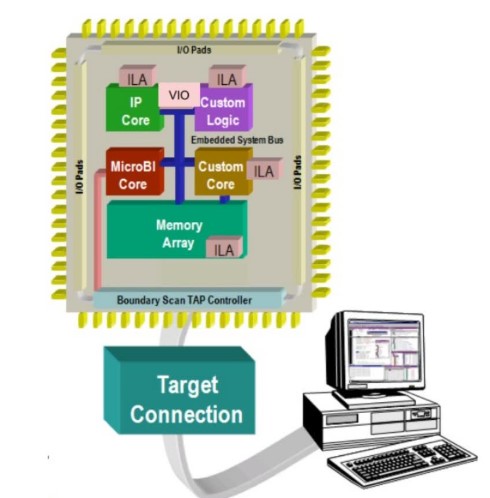 I/O Pads
ILA
ILA
VIO
IP
Core
Custom
Logic
Embedded System Bus
I/O Pads
I/O Pads
MicroBl
Core
Custom
Core
ILA
Memory
Array
ILA
Boundary Scan TAP Controller
Target
Connection